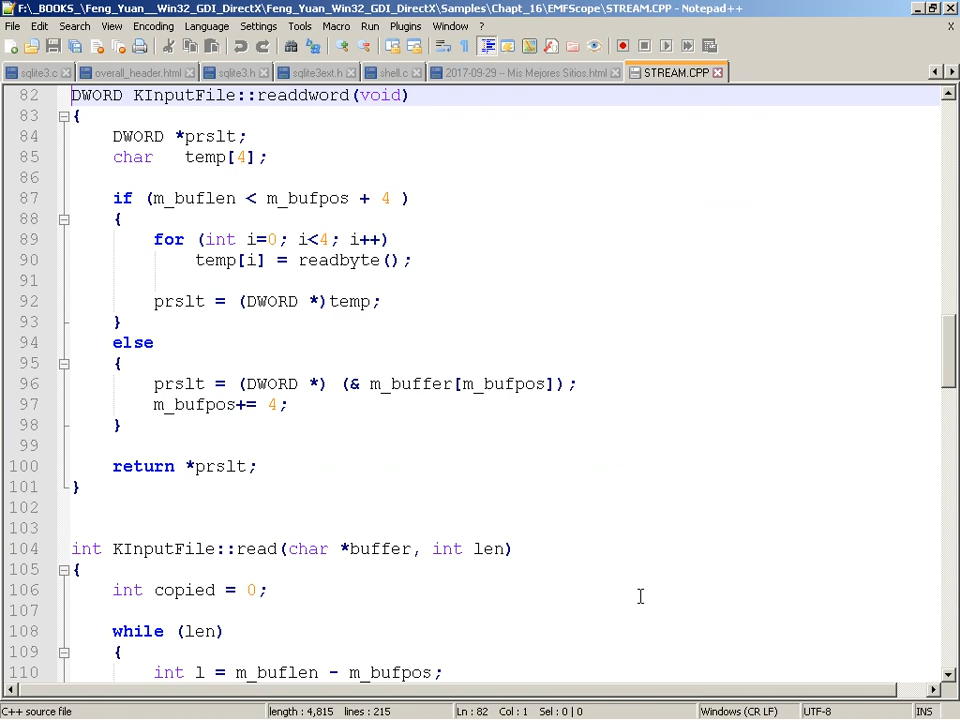 F:\_BOOKS_\Feng_Yuan__Win32_GDI_DirectX\Feng_Yuan_Win32_GDI_DirectX\Samples\Chapt_16\EMFScope\STREAM.CPP - Notepad++
File Edit Search View Encoding Language Settings Tools Macro Run Plugins Window ? X
sqlite3.c overall_header.html sqlite3.h sqlite3ext.h shell.c 2017-09-29 -- Mis Mejores Sitios.html STREAM.CPP
82 DWORD KInputFile::readdword(void)
83 {
84 DWORD *prslt;
85 char temp[4];
86
87 if (m_buflen < m_bufpos + 4 )
88 {
89 for (int i=0; i<4; i++)
90 temp[i] = readbyte();
91
92 prslt = (DWORD *)temp;
93 }
94 else
95 {
96 prslt = (DWORD *) (& m_buffer[m_bufpos]);
97 m_bufpos+= 4;
98 }
99
100 return *prslt;
101 }
102
103
104 int KInputFile::read(char *buffer, int len)
105 {
106 int copied = 0;
107
108 while (len)
109 {
110 int l = m_buflen - m_bufpos;
C++ source file length : 4,815 lines : 215 Ln : 82 Col : 1 Sel : 0 | 0 Windows (CR LF) UTF-8 INS